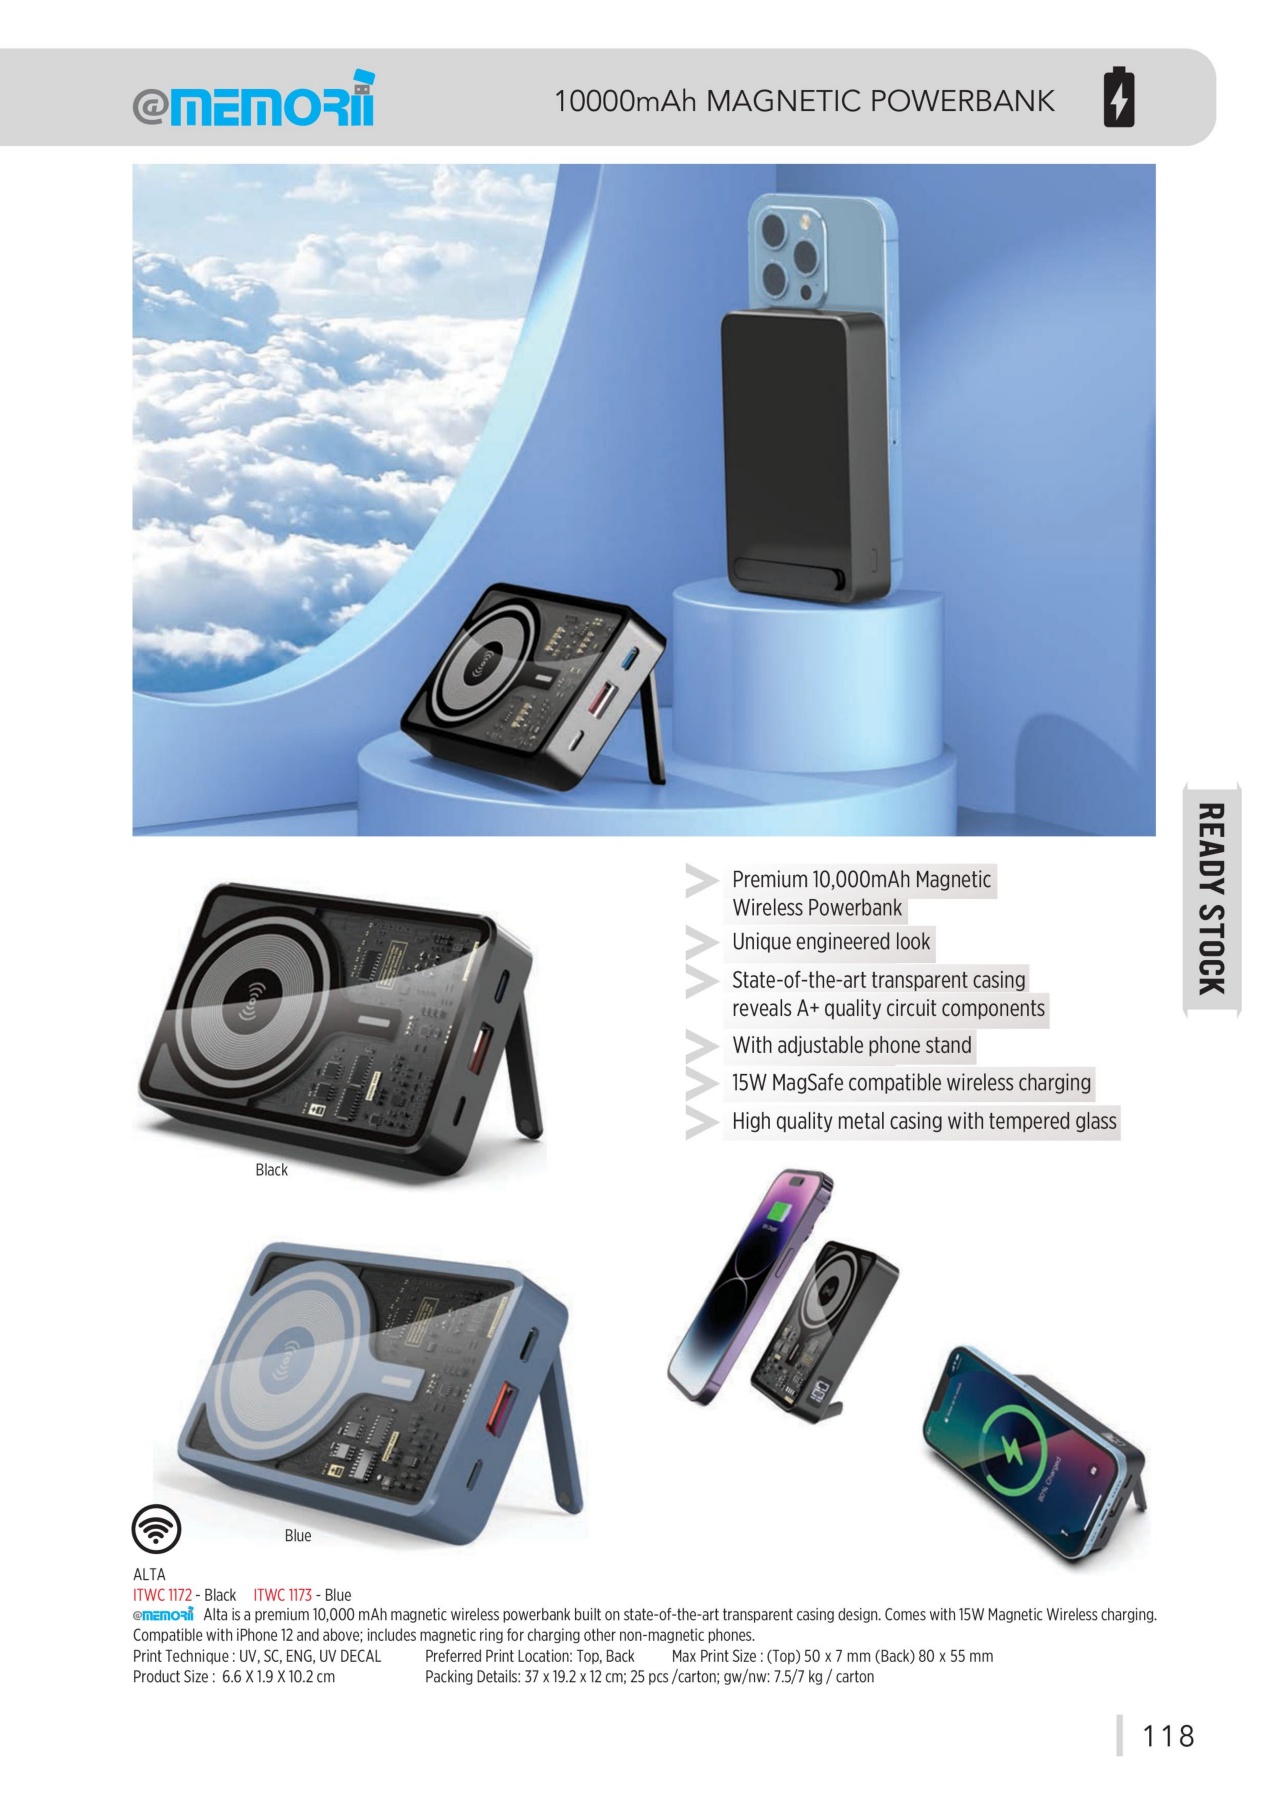 @MEMORII
10000mAh MAGNETIC POWERBANK
Premium 10,000mAh Magnetic
Wireless Powerbank
Unique engineered look
State-of-the-art transparent casing
reveals A+ quality circuit components
With adjustable phone stand
15W MagSafe compatible wireless charging
High quality metal casing with tempered glass
READY STOCK
Black
Blue
80% Charged
ALTA
ITWC 1172 - Black ITWC 1173 - Blue
@MEMORII Alta is a premium 10,000 mAh magnetic wireless powerbank built on state-of-the-art transparent casing design. Comes with 15W Magnetic Wireless charging.
Compatible with iPhone 12 and above; includes magnetic ring for charging other non-magnetic phones.
Print Technique : UV, SC, ENG, UV DECAL Preferred Print Location: Top, Back Max Print Size : (Top) 50 x 7 mm (Back) 80 x 55 mm
Product Size : 6.6 X 1.9 X 10.2 cm Packing Details: 37 x 19.2 x 12 cm; 25 pcs /carton; gw/nw: 7.5/7 kg / carton
118